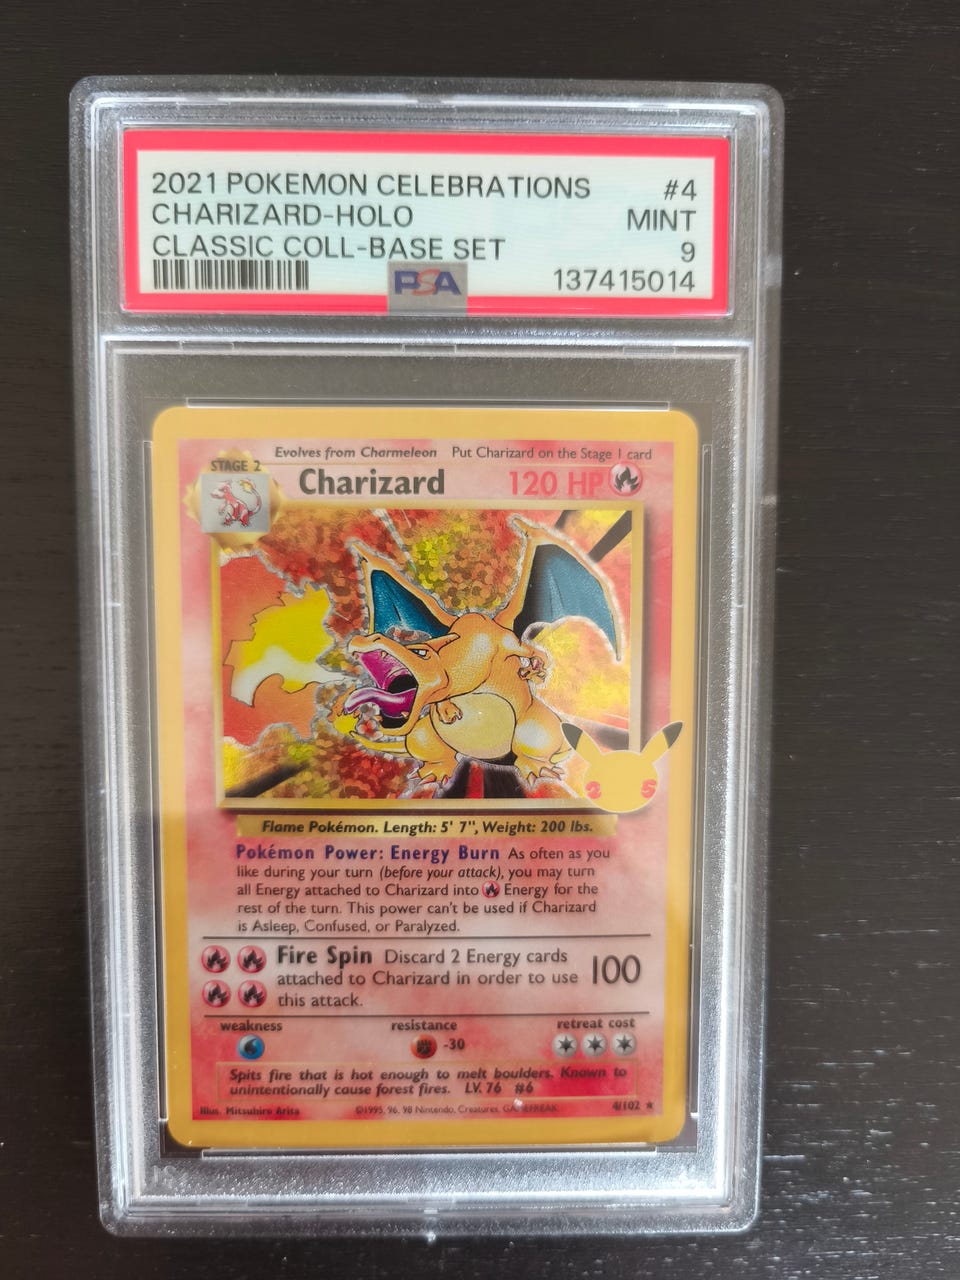 2021 POKEMON CELEBRATIONS #4
CHARIZARD-HOLO MINT
CLASSIC COLL-BASE SET 9
PSA 137415014
Evolves from Charmeleon Put Charizard on the Stage 1 card
STAGE 2
Charizard 120 HP
2 5
Flame Pokémon. Length: 5' 7", Weight: 200 lbs.
Pokémon Power: Energy Burn As often as you
like during your turn (before your attack), you may turn
all Energy attached to Charizard into Energy for the
rest of the turn. This power can't be used if Charizard
is Asleep, Confused, or Paralyzed.
Fire Spin Discard 2 Energy cards
attached to Charizard in order to use 100
this attack.
weakness resistance retreat cost
-30
Spits fire that is hot enough to melt boulders. Known to
unintentionally cause forest fires. LV. 76 #6
Illus. Mitsuhiro Arita ©1995, 96, 98 Nintendo, Creatures, GAMEFREAK. 4/102 ★